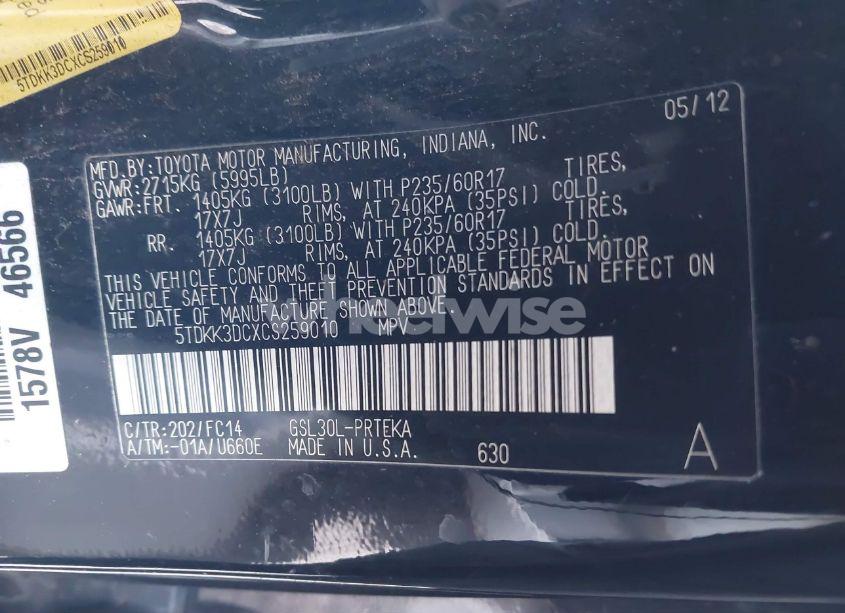 5TDKK3DCXCS259010
05/12
MFD.BY:TOYOTA MOTOR MANUFACTURING, INDIANA, INC.
GVWR:2715KG (5995LB)
GAWR:FRT. 1405KG (3100LB) WITH P235/60R17 TIRES,
17X7J RIMS, AT 240KPA (35PSI) COLD.
RR. 1405KG (3100LB) WITH P235/60R17 TIRES,
17X7J RIMS, AT 240KPA (35PSI) COLD.
THIS VEHICLE CONFORMS TO ALL APPLICABLE FEDERAL MOTOR
VEHICLE SAFETY AND THEFT PREVENTION STANDARDS IN EFFECT ON
THE DATE OF MANUFACTURE SHOWN ABOVE.
5TDKK3DCXCS259010 MPV
wheelwise
C/TR:202/FC14 GSL30L-PRTEKA
A/TM:-01A/U660E MADE IN U.S.A. 630 A
1578V 46566